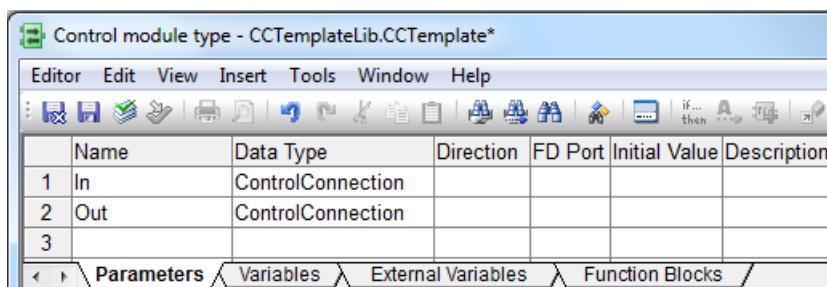 Control module type - CCTemplateLib.CCTemplate*
Editor Edit View Insert Tools Window Help
if... then
Name Data Type Direction FD Port Initial Value Description
1 In ControlConnection
2 Out ControlConnection
3
Parameters Variables External Variables Function Blocks